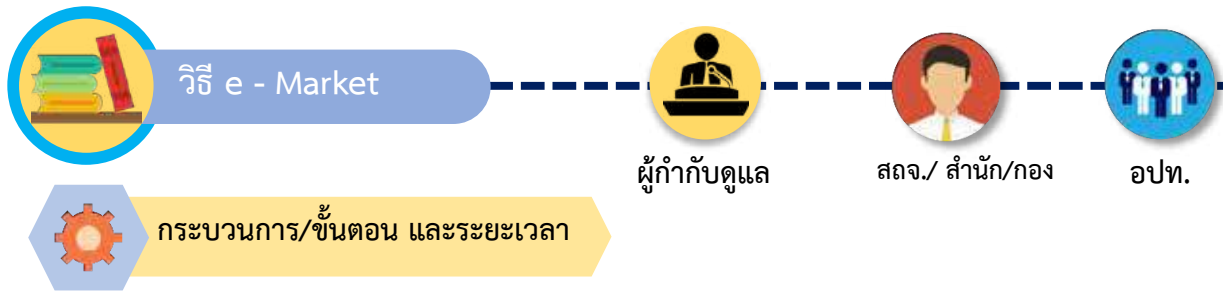 วิธี e - Market
ผู้กำกับดูแล
สถจ./ สำนัก/กอง
อปท.
กระบวนการ/ขั้นตอน และระยะเวลา